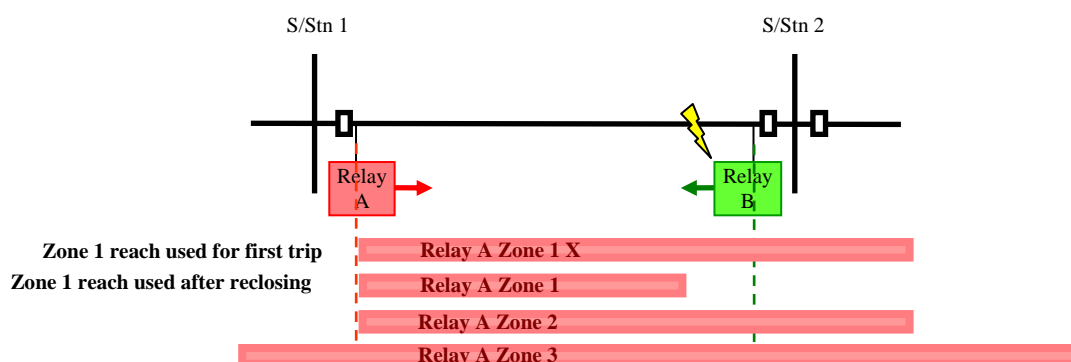 S/Stn 1
S/Stn 2
Relay
A
Relay
B
Zone 1 reach used for first trip
Relay A Zone 1 X
Zone 1 reach used after reclosing
Relay A Zone 1
Relay A Zone 2
Relay A Zone 3